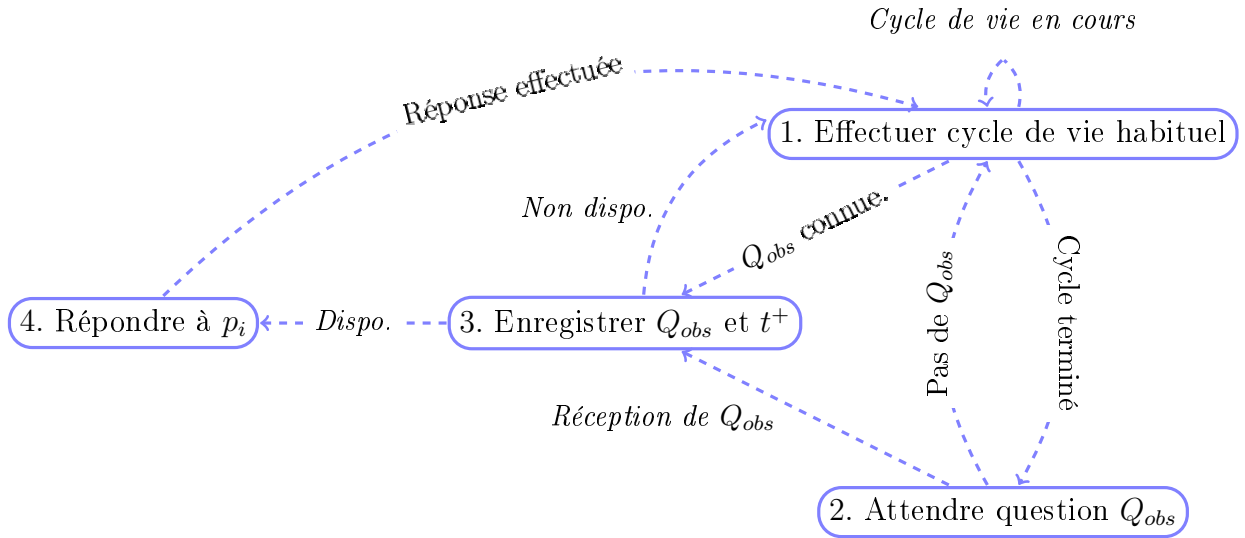 Cycle de vie en cours
Réponse effectuée
1. Effectuer cycle de vie habituel
Non dispo.
Q_obs connue.
Pas de Q_obs
Cycle terminé
4. Répondre à p_i
Dispo.
3. Enregistrer Q_obs et t^+
Réception de Q_obs
2. Attendre question Q_obs